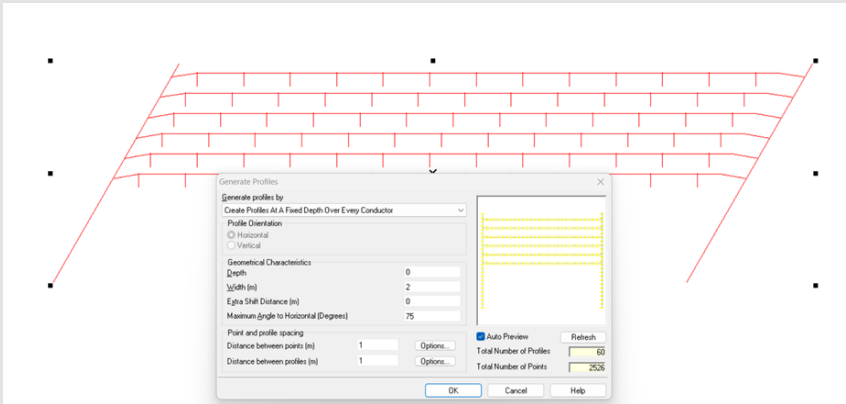 Generate Profiles
Generate profiles by
Create Profiles At A Fixed Depth Over Every Conductor
Profile Orientation
Horizontal
Vertical
Geometrical Characteristics
Depth 0
Width (m) 2
Extra Shift Distance (m) 0
Maximum Angle to Horizontal (Degrees) 75
Point and profile spacing
Distance between points (m) 1 Options...
Distance between profiles (m) 1 Options...
Auto Preview Refresh
Total Number of Profiles 60
Total Number of Points 2526
OK Cancel Help